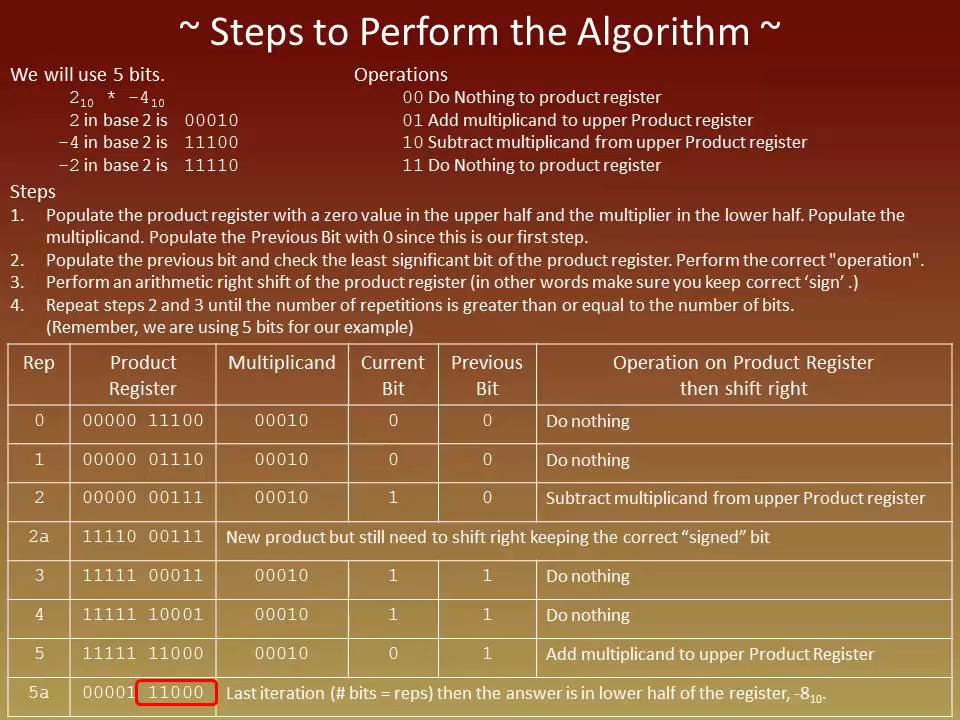 ~ Steps to Perform the Algorithm ~
We will use 5 bits.
2₁₀ * −4₁₀
2 in base 2 is 00010
−4 in base 2 is 11100
−2 in base 2 is 11110
Operations
00 Do Nothing to product register
01 Add multiplicand to upper Product register
10 Subtract multiplicand from upper Product register
11 Do Nothing to product register
Steps
1. Populate the product register with a zero value in the upper half and the multiplier in the lower half. Populate the
multiplicand. Populate the Previous Bit with 0 since this is our first step.
2. Populate the previous bit and check the least significant bit of the product register. Perform the correct "operation".
3. Perform an arithmetic right shift of the product register (in other words make sure you keep correct ‘sign’ .)
4. Repeat steps 2 and 3 until the number of repetitions is greater than or equal to the number of bits.
(Remember, we are using 5 bits for our example)
Rep Product Register Multiplicand Current Bit Previous Bit Operation on Product Register then shift right
0 00000 11100 00010 0 0 Do nothing
1 00000 01110 00010 0 0 Do nothing
2 00000 00111 00010 1 0 Subtract multiplicand from upper Product register
2a 11110 00111 New product but still need to shift right keeping the correct “signed” bit
3 11111 00011 00010 1 1 Do nothing
4 11111 10001 00010 1 1 Do nothing
5 11111 11000 00010 0 1 Add multiplicand to upper Product Register
5a 00001 11000 Last iteration (# bits = reps) then the answer is in lower half of the register, -8₁₀.